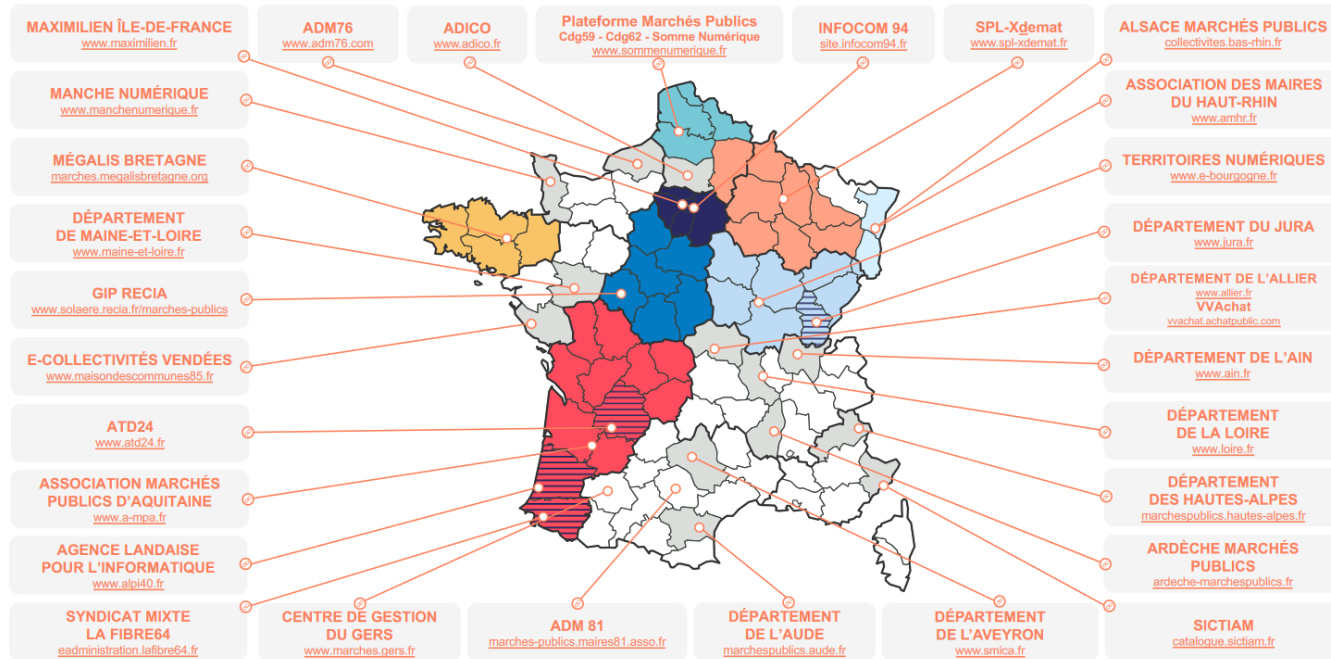 MAXIMILIEN ÎLE-DE-FRANCE
www.maximilien.fr
ADM76
www.adm76.com
ADICO
www.adico.fr
Plateforme Marchés Publics
Cdg59 - Cdg62 - Somme Numérique
www.sommenumerique.fr
INFOCOM 94
site.infocom94.fr
SPL-Xdemat
www.spl-xdemat.fr
ALSACE MARCHÉS PUBLICS
collectivites.bas-rhin.fr
MANCHE NUMÉRIQUE
www.manchenumerique.fr
ASSOCIATION DES MAIRES
DU HAUT-RHIN
www.amhr.fr
MÉGALIS BRETAGNE
marches.megalisbretagne.org
TERRITOIRES NUMÉRIQUES
www.e-bourgogne.fr
DÉPARTEMENT
DE MAINE-ET-LOIRE
www.maine-et-loire.fr
DÉPARTEMENT DU JURA
www.jura.fr
GIP RECIA
www.solaere.recia.fr/marches-publics
DÉPARTEMENT DE L'ALLIER
www.allier.fr
VVAchat
vvachat.achatpublic.com
E-COLLECTIVITÉS VENDÉES
www.maisondescommunes85.fr
DÉPARTEMENT DE L'AIN
www.ain.fr
ATD24
www.atd24.fr
DÉPARTEMENT
DE LA LOIRE
www.loire.fr
ASSOCIATION MARCHÉS
PUBLICS D'AQUITAINE
www.a-mpa.fr
DÉPARTEMENT
DES HAUTES-ALPES
marchespublics.hautes-alpes.fr
AGENCE LANDAISE
POUR L'INFORMATIQUE
www.alpi40.fr
ARDÈCHE MARCHÉS
PUBLICS
ardeche-marchespublics.fr
SYNDICAT MIXTE
LA FIBRE64
eadministration.lafibre64.fr
CENTRE DE GESTION
DU GERS
www.marches.gers.fr
ADM 81
marches-publics.maires81.asso.fr
DÉPARTEMENT
DE L'AUDE
marchespublics.aude.fr
DÉPARTEMENT
DE L'AVEYRON
www.smica.fr
SICTIAM
catalogue.sictiam.fr